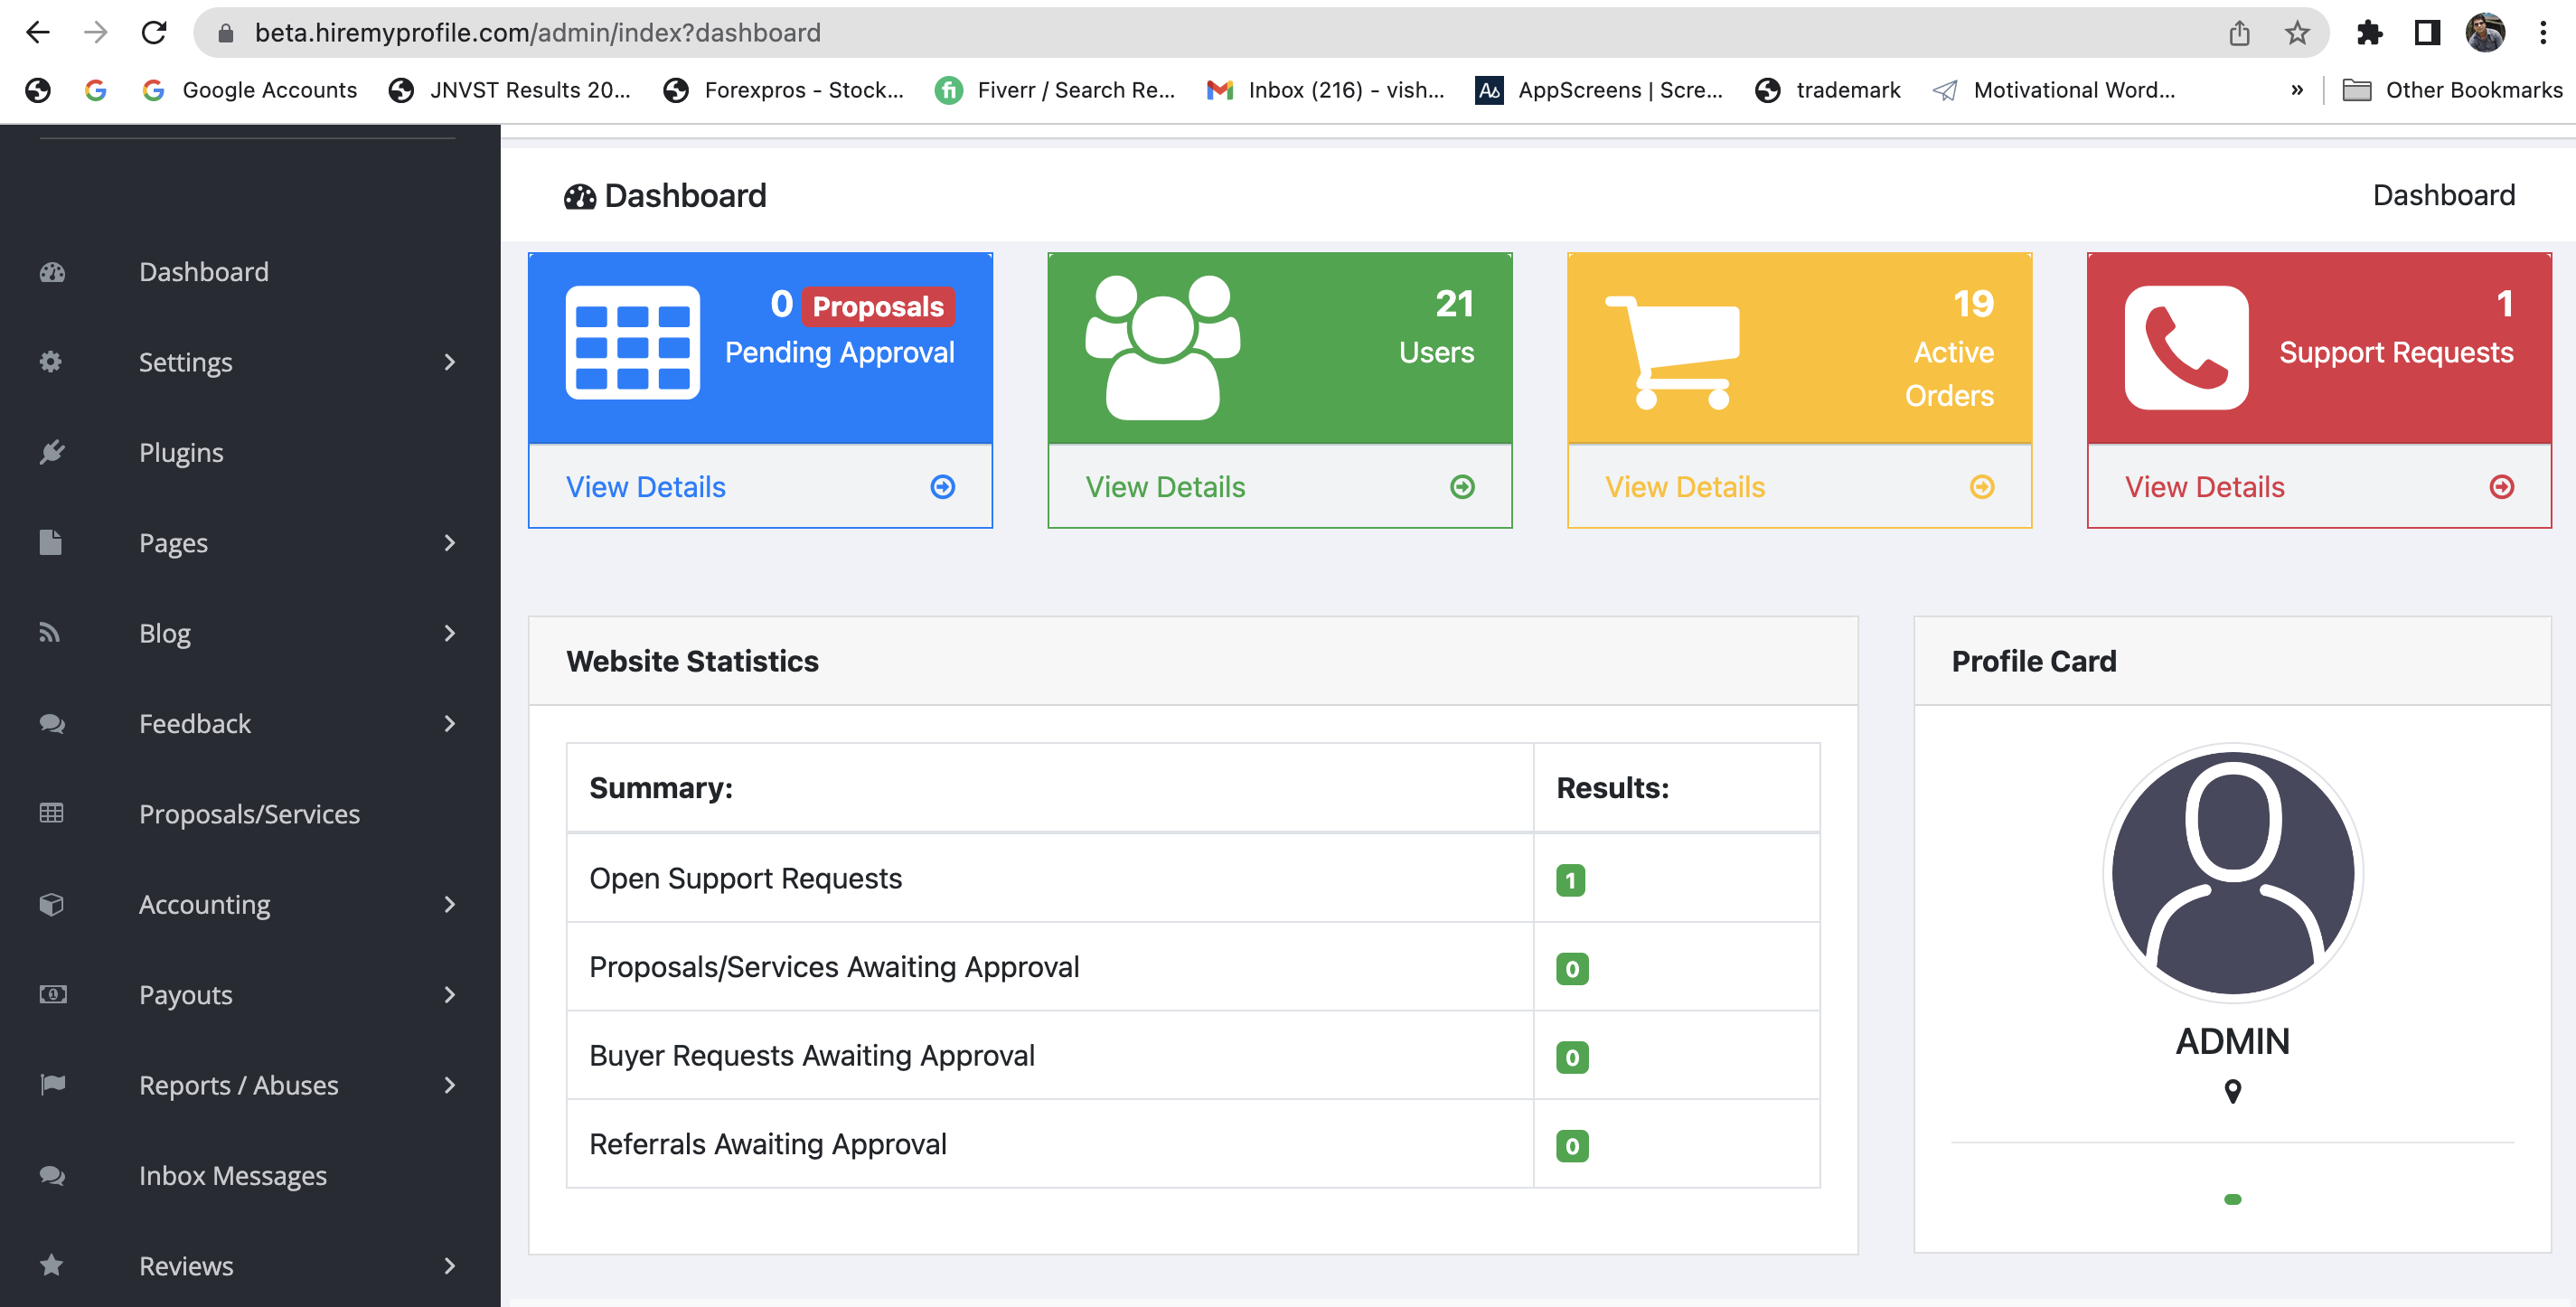 beta.hiremyprofile.com/admin/index?dashboard
Google Accounts
JNVST Results 20...
Forexpros - Stock...
Fiverr / Search Re...
Inbox (216) - vish...
AppScreens | Scre...
trademark
Motivational Word...
»
Other Bookmarks
Dashboard
Settings
Plugins
Pages
Blog
Feedback
Proposals/Services
Accounting
Payouts
Reports / Abuses
Inbox Messages
Reviews
Dashboard
Dashboard
0 Proposals
Pending Approval
View Details
21
Users
View Details
19
Active
Orders
View Details
1
Support Requests
View Details
Website Statistics
Summary: Results:
Open Support Requests 1
Proposals/Services Awaiting Approval 0
Buyer Requests Awaiting Approval 0
Referrals Awaiting Approval 0
Profile Card
ADMIN